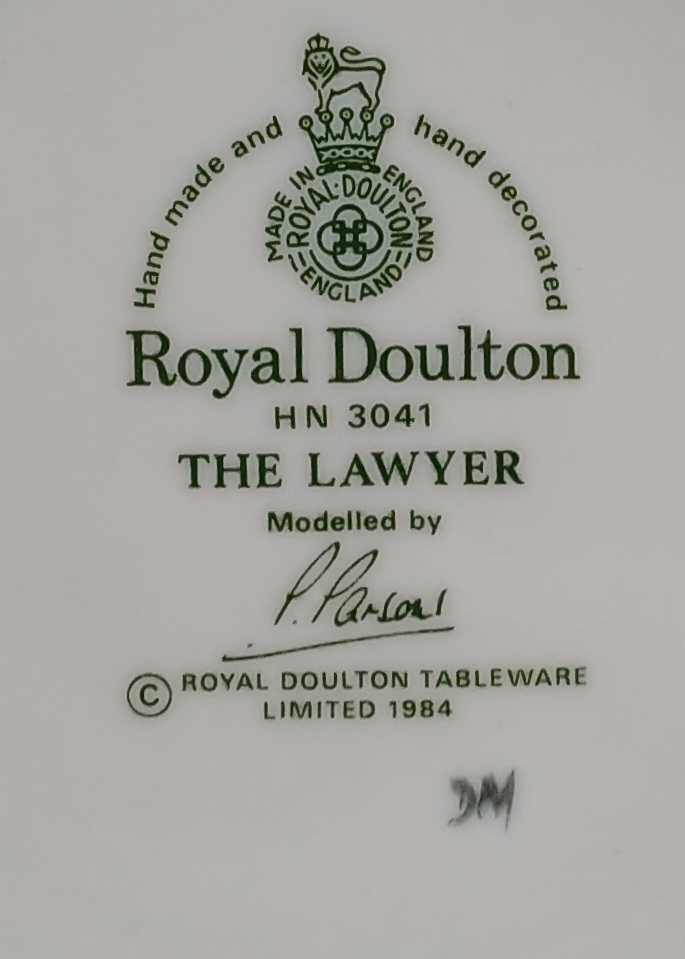 Hand made and hand decorated
MADE IN ENGLAND
ROYAL·DOULTON
ENGLAND
Royal Doulton
HN 3041
THE LAWYER
Modelled by
P. Parsons
© ROYAL DOULTON TABLEWARE
LIMITED 1984
DM